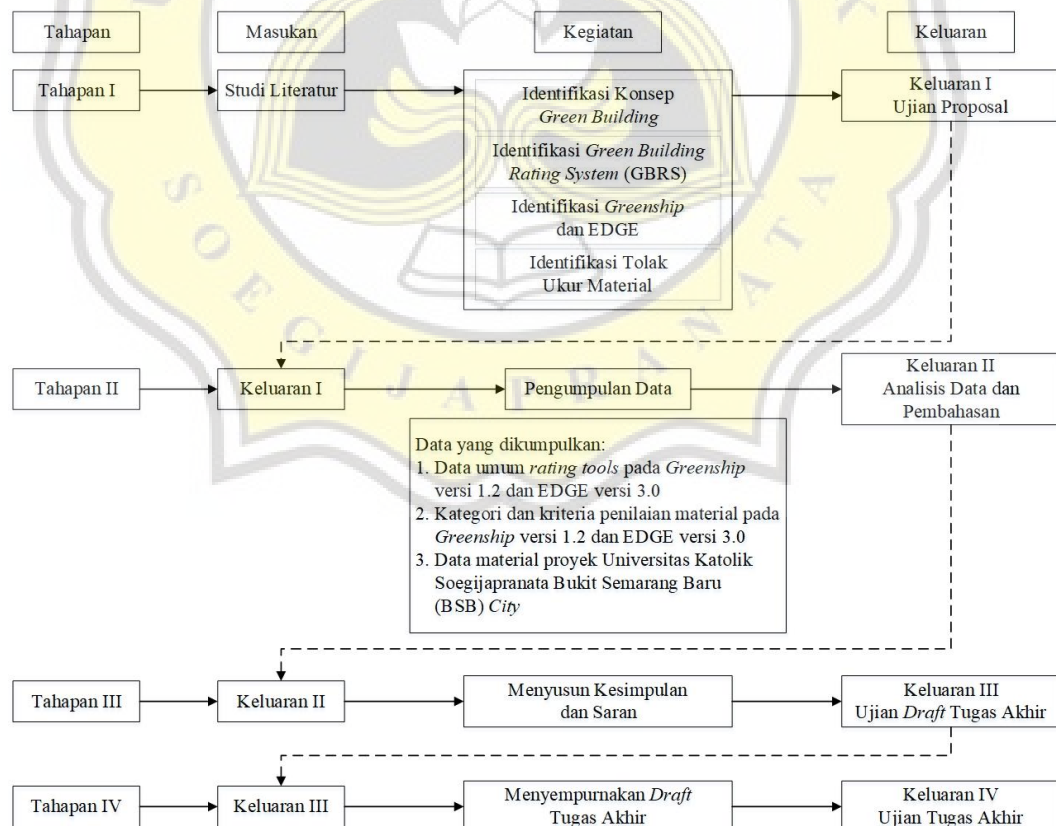 Tahapan
Masukan
Kegiatan
Keluaran
Tahapan I
Studi Literatur
Identifikasi Konsep
Green Building
Identifikasi Green Building
Rating System (GBRS)
Identifikasi Greenship
dan EDGE
Identifikasi Tolak
Ukur Material
Keluaran I
Ujian Proposal
Tahapan II
Keluaran I
Pengumpulan Data
Keluaran II
Analisis Data dan
Pembahasan
Data yang dikumpulkan:
1. Data umum rating tools pada Greenship
versi 1.2 dan EDGE versi 3.0
2. Kategori dan kriteria penilaian material pada
Greenship versi 1.2 dan EDGE versi 3.0
3. Data material proyek Universitas Katolik
Soegijapranata Bukit Semarang Baru
(BSB) City
Tahapan III
Keluaran II
Menyusun Kesimpulan
dan Saran
Keluaran III
Ujian Draft Tugas Akhir
Tahapan IV
Keluaran III
Menyempurnakan Draft
Tugas Akhir
Keluaran IV
Ujian Tugas Akhir
SOEGIJAPRANATA